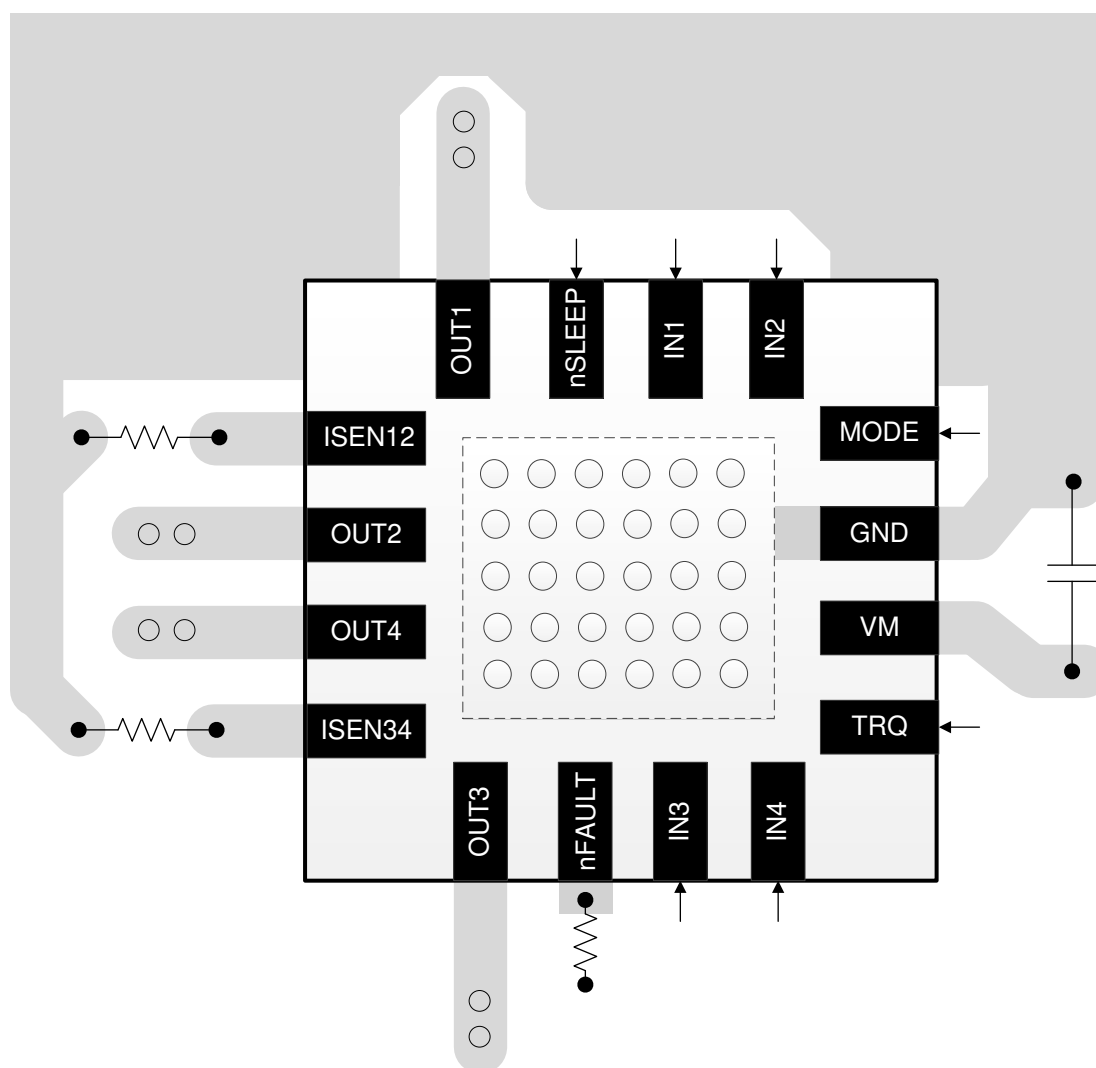 OUT1
nSLEEP
IN1
IN2
ISEN12
MODE
OUT2
GND
OUT4
VM
ISEN34
TRQ
OUT3
nFAULT
IN3
IN4